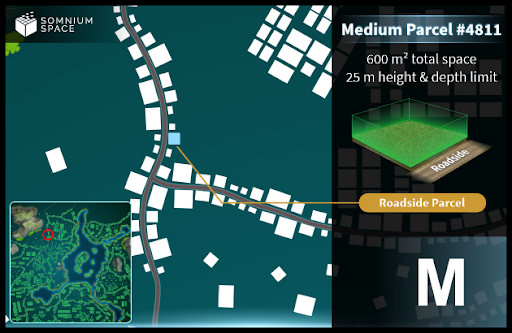 SOMNIUM
SPACE
Medium Parcel #4811
600 m² total space
25 m height & depth limit
Roadside
Roadside Parcel
M